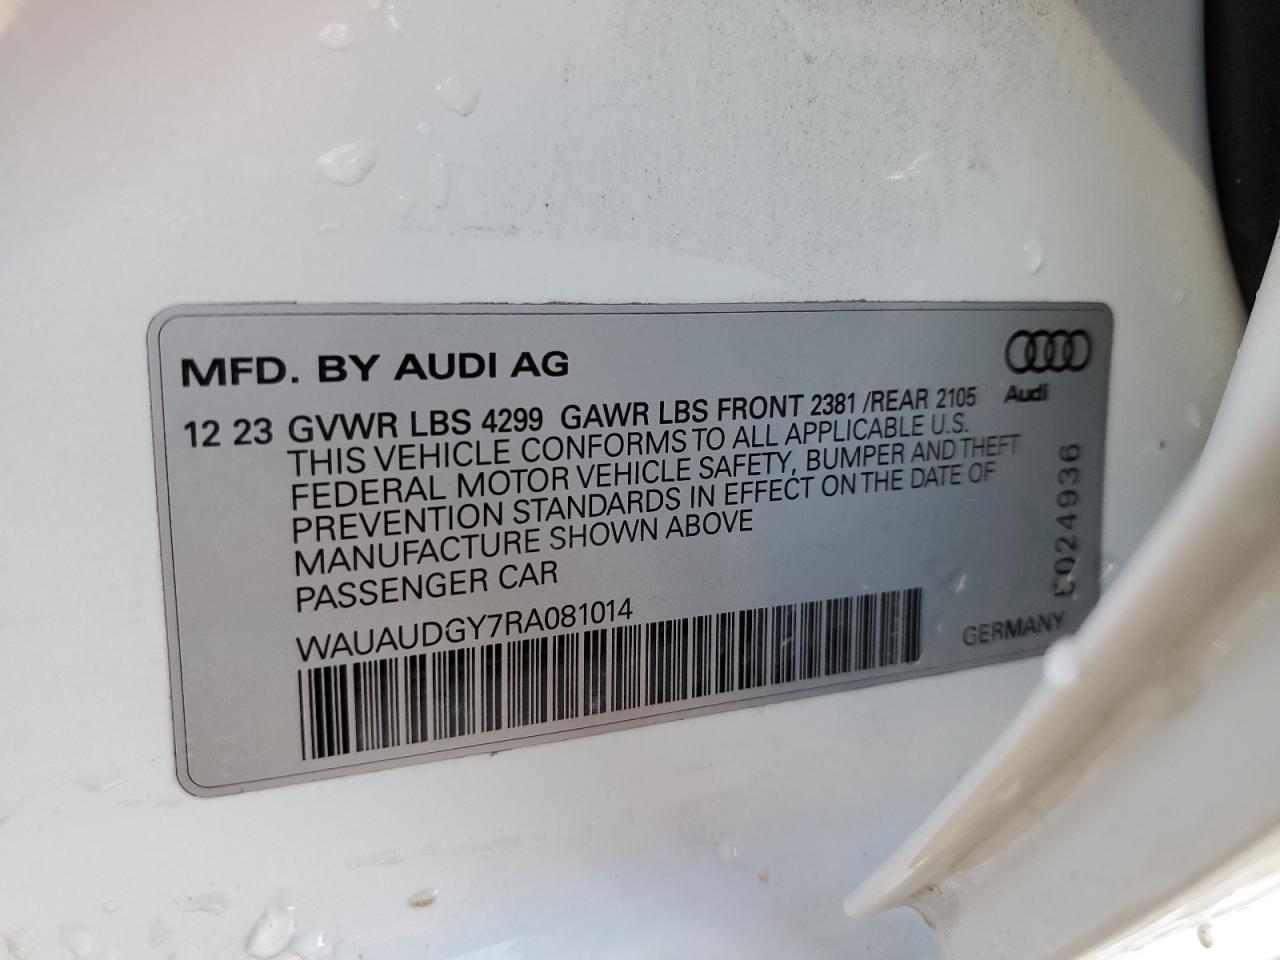 MFD. BY AUDI AG
Audi
12 23 GVWR LBS 4299 GAWR LBS FRONT 2381 /REAR 2105
THIS VEHICLE CONFORMS TO ALL APPLICABLE U.S.
FEDERAL MOTOR VEHICLE SAFETY, BUMPER AND THEFT
PREVENTION STANDARDS IN EFFECT ON THE DATE OF
MANUFACTURE SHOWN ABOVE
PASSENGER CAR
WAUAUDGY7RA081014
GERMANY